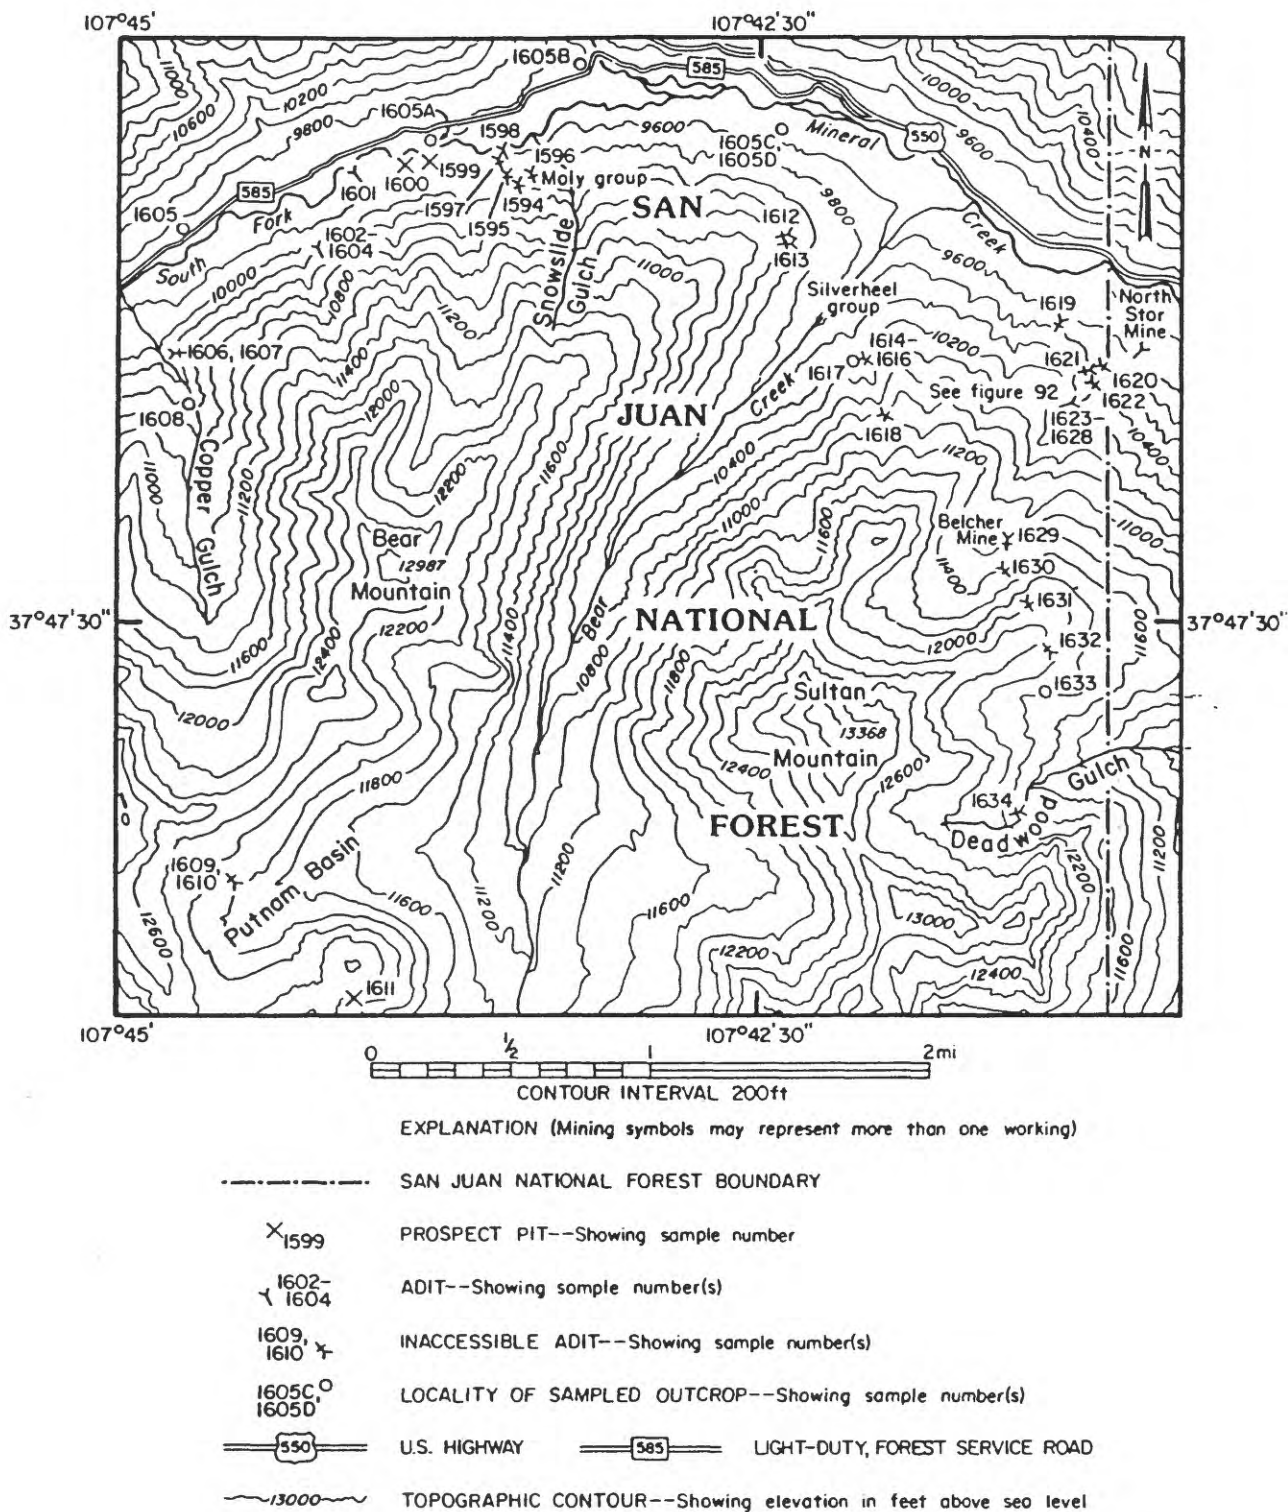 107°45'
107°42'30"
11000
10600
10200
9800
1605A
1605B
585
1598
1596
9600
1605C,
1605D
Mineral
550
10000
9600
10400
N
1601
1600
1599
Moly group
1597
1594
1595
585
Fork
1605
South
1602-
1604
SAN
1612
1613
9800
Creek
9600
10000
10800
11200
Snowslide
Gulch
11000
Silverheel
group
1619
North
Star
Mine
1606, 1607
11400
1614-
1616
1617
10200
1621
1620
1622
See figure 92
1623-
1628
1608
12000
Creek
JUAN
1618
10400
11000
Copper
Gulch
11200
12200
11600
10400
11200
11000
11600
11000
Bear
12987
Mountain
Belcher
Mine
1629
1630
11400
37°47'30"
37°47'30"
11400
Bear
NATIONAL
1631
12200
10800
11800
12000
1632
11600
11600
12400
Sultan
1633
12000
13368
Mountain
12400
12600
Gulch
11800
1634
Deadwood
FOREST
1609,
1610
Putnam Basin
11200
11200
12200
11600
11200
11600
13000
12600
12200
12400
11600
1611
107°45'
107°42'30"
0 ½ 1 2mi
CONTOUR INTERVAL 200ft
EXPLANATION (Mining symbols may represent more than one working)
SAN JUAN NATIONAL FOREST BOUNDARY
1599 PROSPECT PIT--Showing sample number
1602-
1604 ADIT--Showing sample number(s)
1609,
1610 INACCESSIBLE ADIT--Showing sample number(s)
1605C,
1605D LOCALITY OF SAMPLED OUTCROP--Showing sample number(s)
550 U.S. HIGHWAY 585 LIGHT-DUTY, FOREST SERVICE ROAD
13000 TOPOGRAPHIC CONTOUR--Showing elevation in feet above sea level